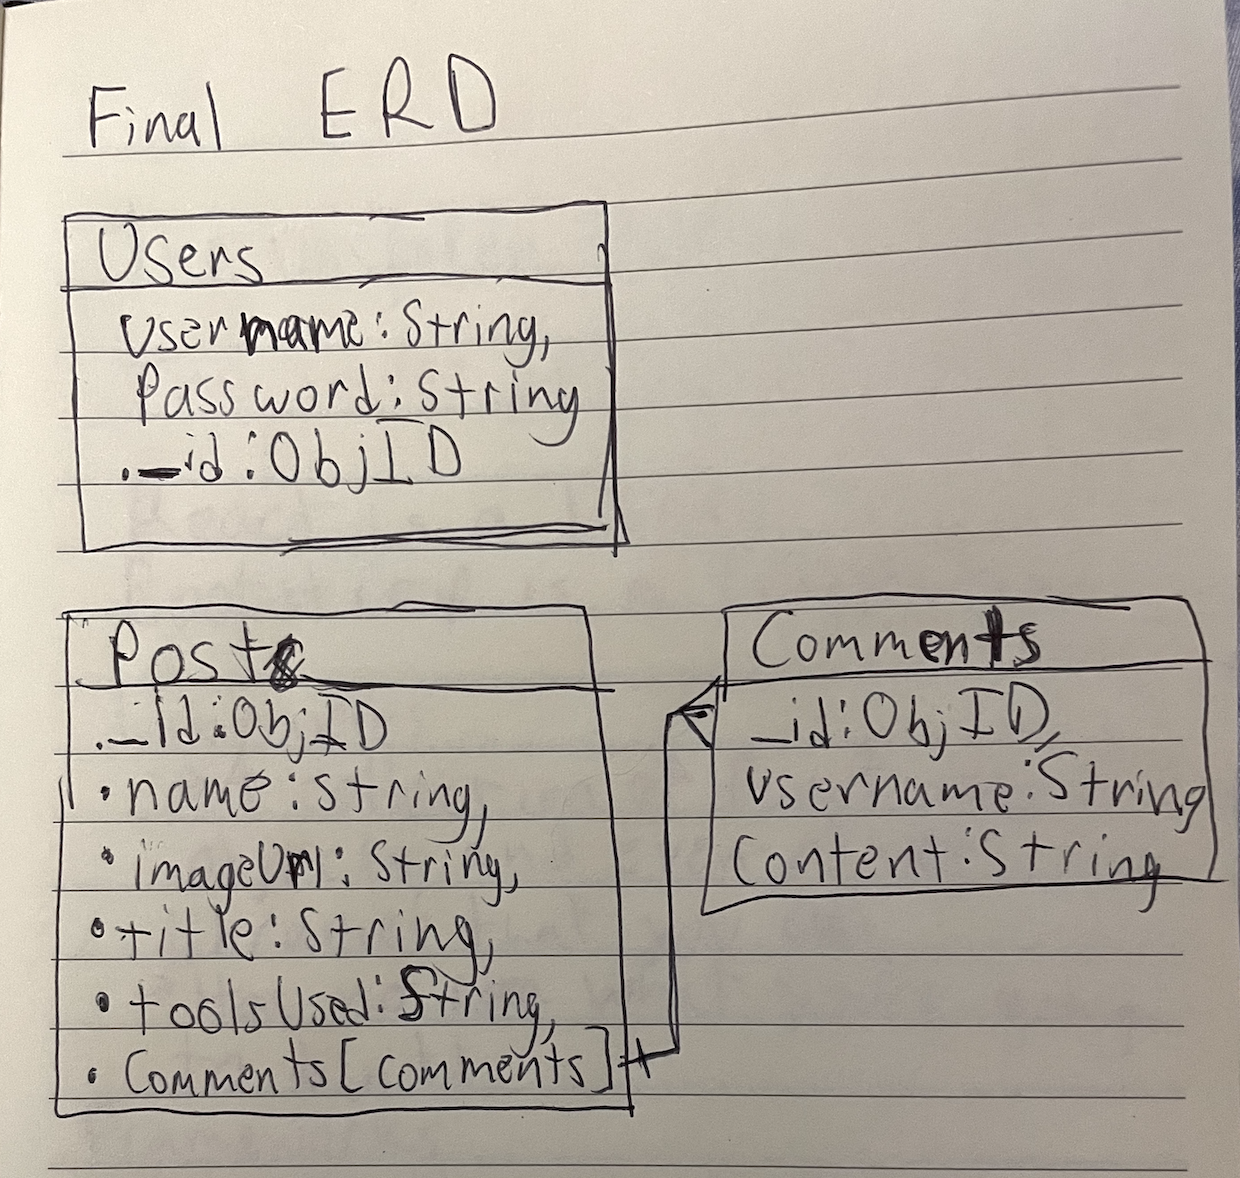 Final ERD
Users
username: String,
Password: String
._id: ObjID
Posts
._id: ObjID
• name: string,
• imageUrl: string,
• title: string,
• toolsUsed: String,
• Comments [comments]
Comments
_id: ObjID,
username: String
Content: String